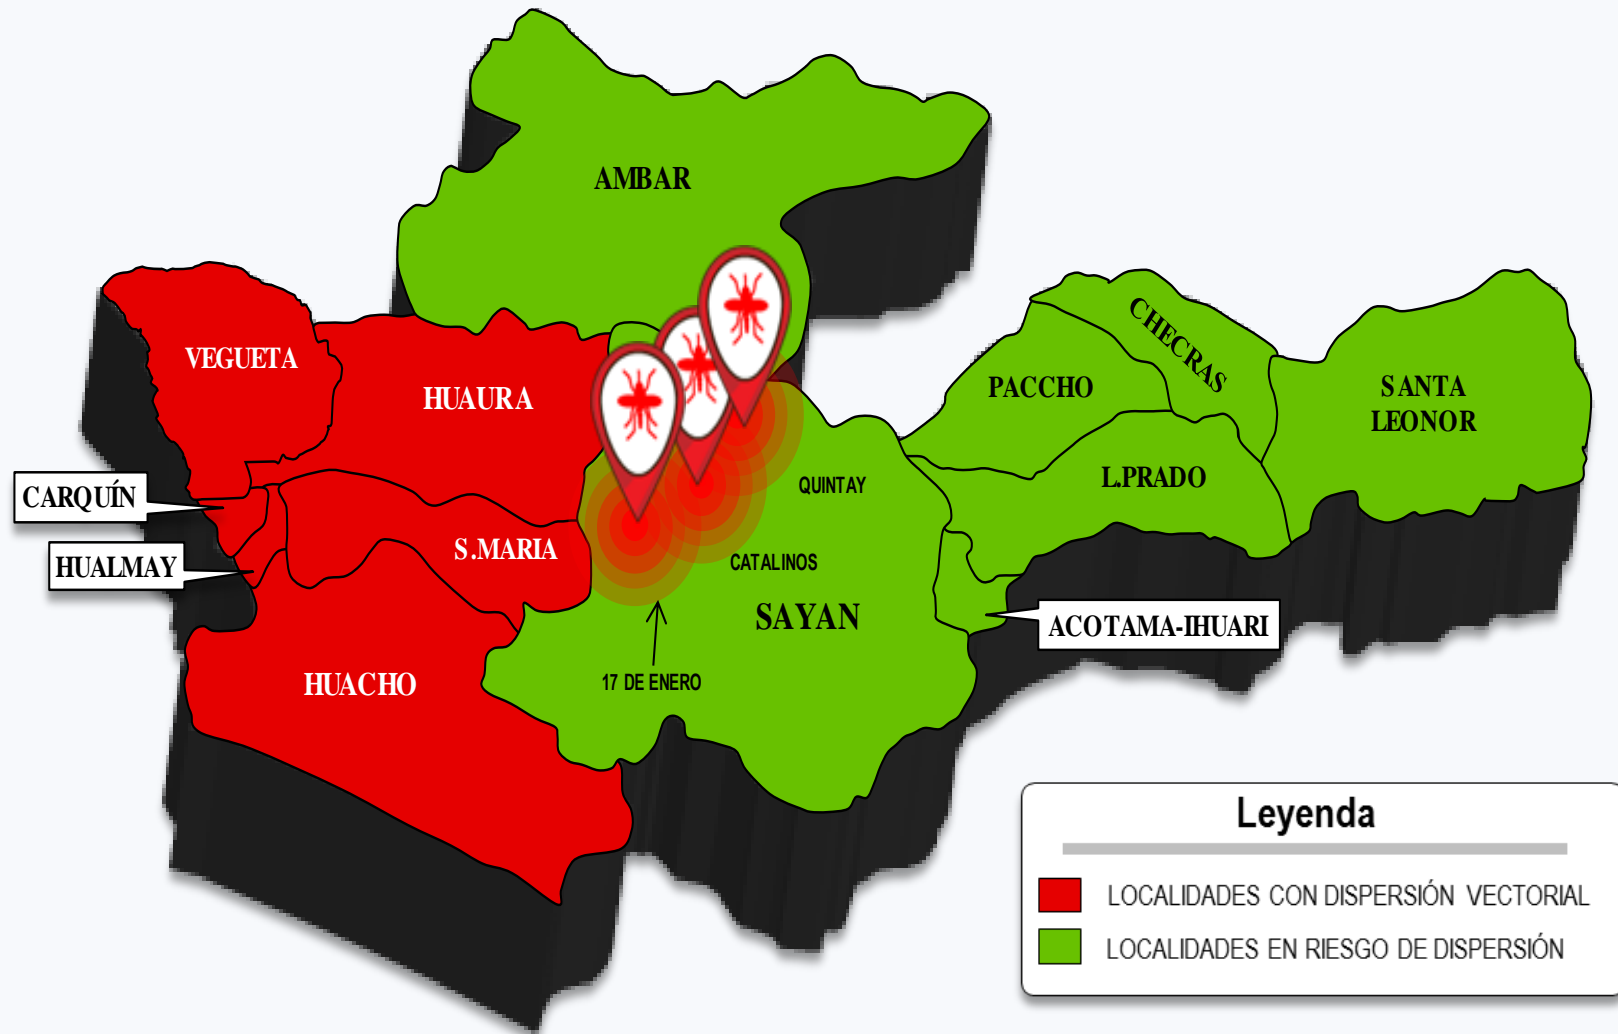 AMBAR
VEGUETA
HUAURA
CHECRAS
PACCHO
SANTA
LEONOR
L.PRADO
QUINTAY
CARQUÍN
S.MARIA
CATALINOS
HUALMAY
SAYAN
ACOTAMA-IHUARI
HUACHO
17 DE ENERO
Leyenda
LOCALIDADES CON DISPERSIÓN VECTORIAL
LOCALIDADES EN RIESGO DE DISPERSIÓN